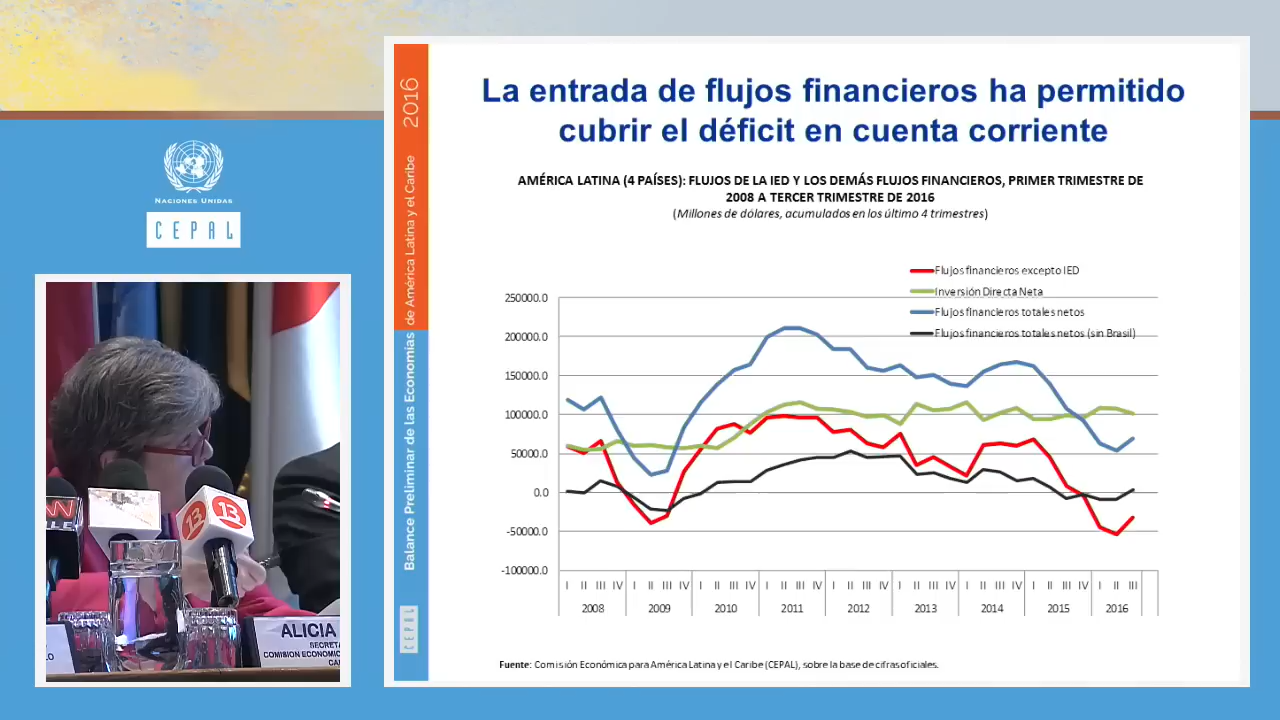 NACIONES UNIDAS
CEPAL
2016
Balance Preliminar de las Economías de América Latina y el Caribe
CEPAL
La entrada de flujos financieros ha permitido
cubrir el déficit en cuenta corriente
AMÉRICA LATINA (4 PAÍSES): FLUJOS DE LA IED Y LOS DEMÁS FLUJOS FINANCIEROS, PRIMER TRIMESTRE DE
2008 A TERCER TRIMESTRE DE 2016
(Millones de dólares, acumulados en los último 4 trimestres)
Flujos financieros excepto IED
Inversión Directa Neta
Flujos financieros totales netos
Flujos financieros totales netos (sin Brasil)
250000.0
200000.0
150000.0
100000.0
50000.0
0.0
-50000.0
-100000.0
I II III IV I II III IV I II III IV I II III IV I II III IV I II III IV I II III IV I II III IV I II III
2008 2009 2010 2011 2012 2013 2014 2015 2016
Fuente: Comisión Económica para América Latina y el Caribe (CEPAL), sobre la base de cifras oficiales.
13 13
ALICIA
SECRETA
COMISION ECONOMIC